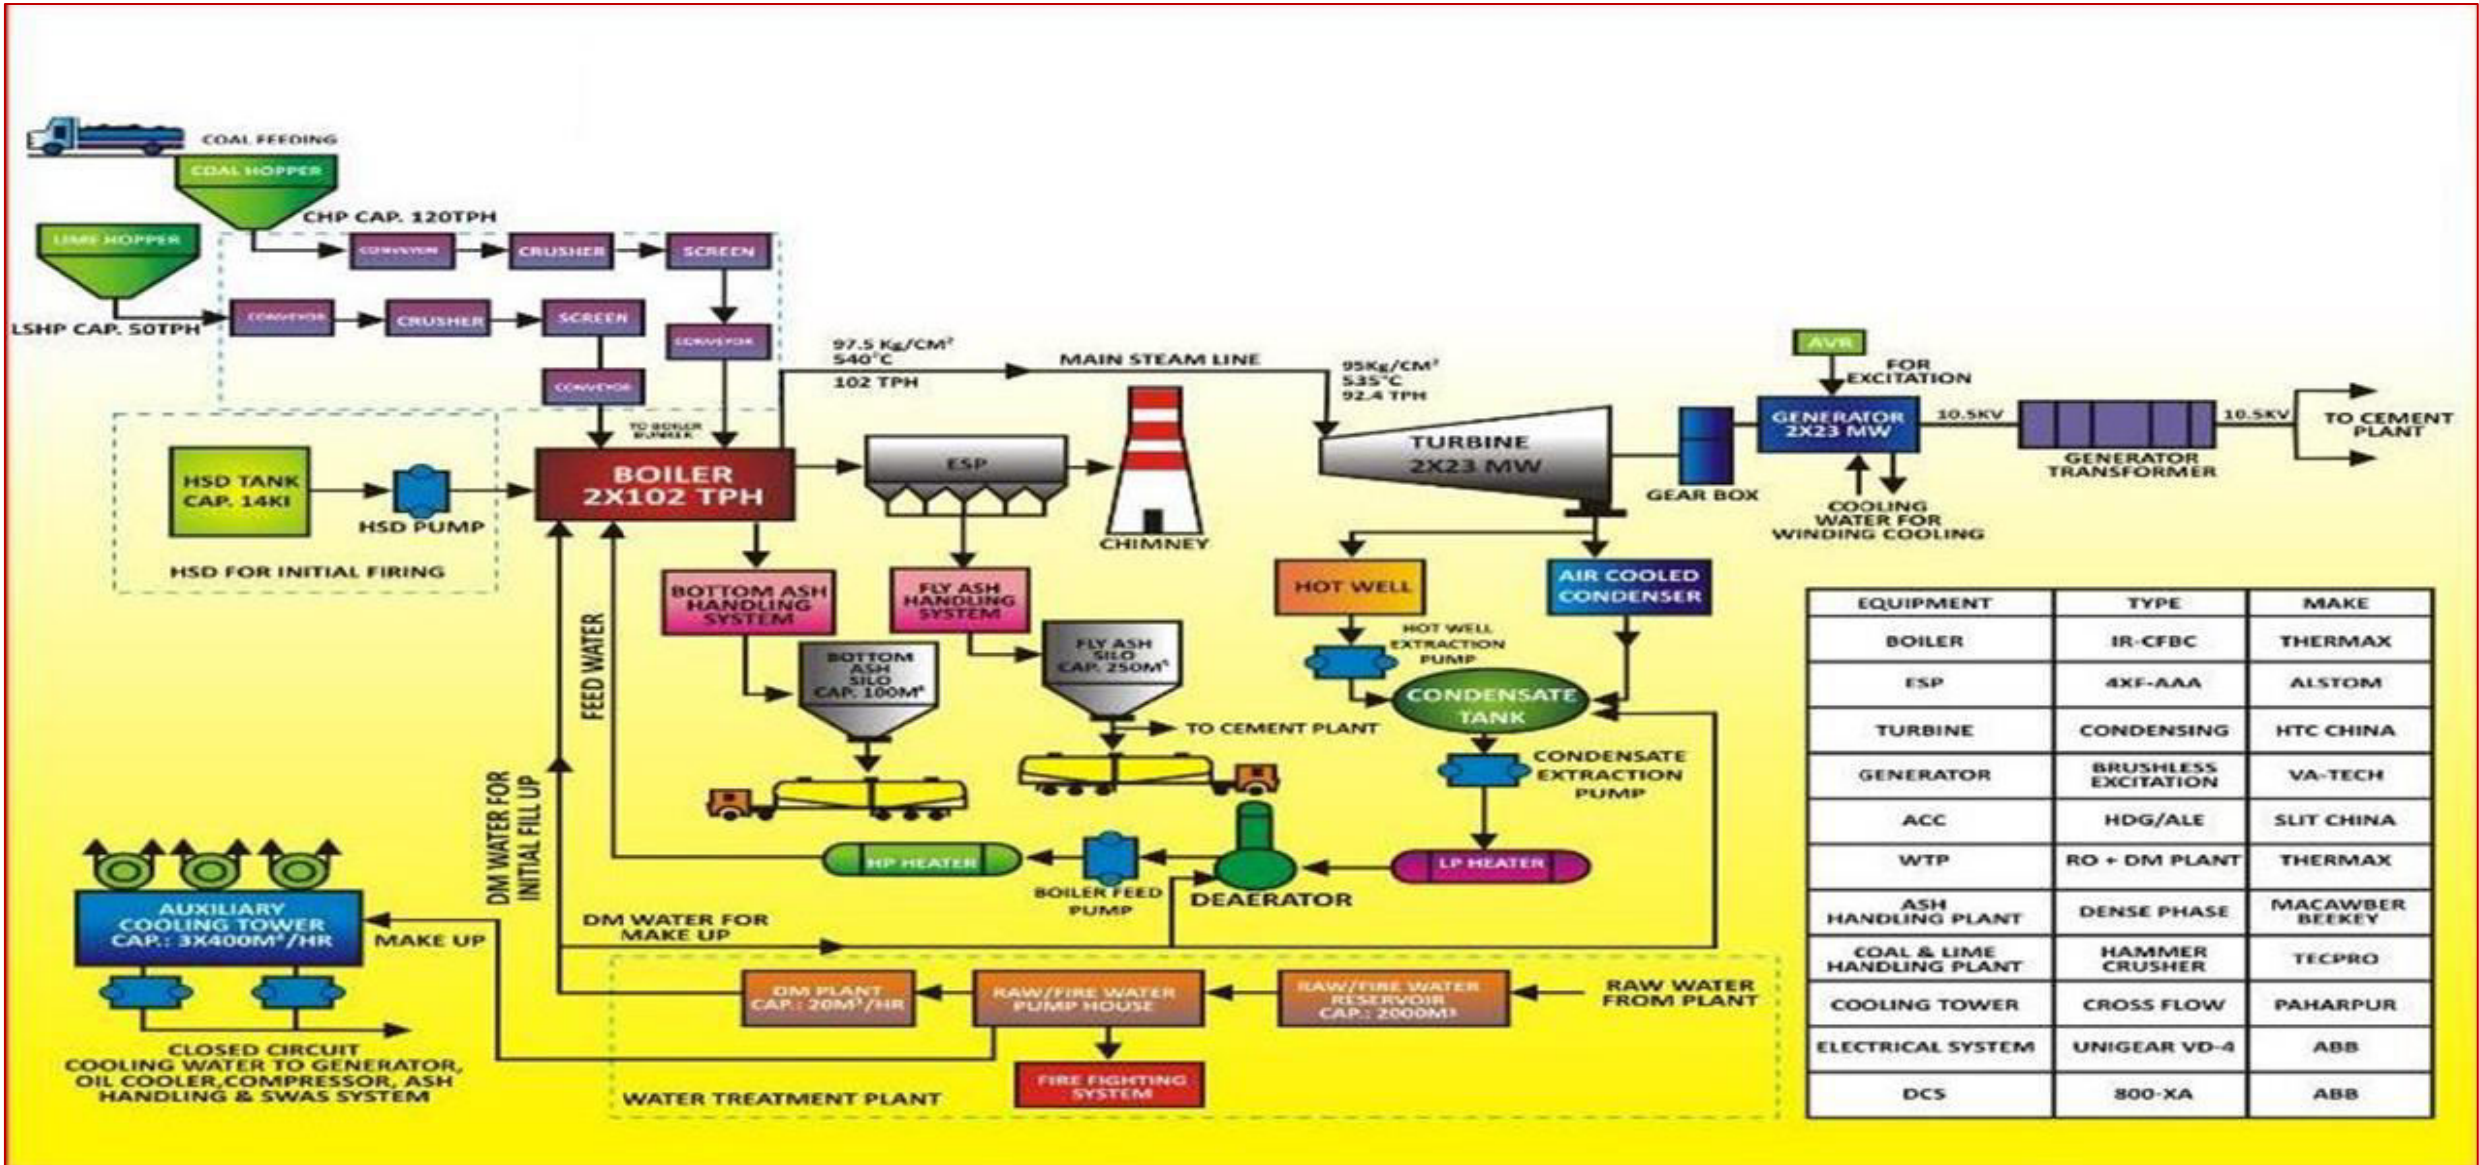 COAL FEEDING
COAL HOPPER
CHP CAP. 120TPH
LIME HOPPER
CONVEYOR
CRUSHER
SCREEN
LSHP CAP. 50TPH
CONVEYOR
CRUSHER
SCREEN
CONVEYOR
CONVEYOR
TO BOILER
BUNKER
97.5 Kg/CM²
540°C
102 TPH
MAIN STEAM LINE
95Kg/CM²
535°C
92.4 TPH
AVR
FOR
EXCITATION
HSD TANK
CAP. 14KI
HSD PUMP
HSD FOR INITIAL FIRING
BOILER
2X102 TPH
ESP
CHIMNEY
TURBINE
2X23 MW
GEAR BOX
GENERATOR
2X23 MW
10.5KV
GENERATOR
TRANSFORMER
10.5KV
TO CEMENT
PLANT
COOLING
WATER FOR
WINDING COOLING
BOTTOM ASH
HANDLING
SYSTEM
FLY ASH
HANDLING
SYSTEM
HOT WELL
AIR COOLED
CONDENSER
BOTTOM
ASH
SILO
CAP. 100M³
FLY ASH
SILO
CAP. 250M³
HOT WELL
EXTRACTION
PUMP
CONDENSATE
TANK
TO CEMENT PLANT
CONDENSATE
EXTRACTION
PUMP
FEED WATER
DM WATER FOR
INITIAL FILL UP
HP HEATER
BOILER FEED
PUMP
DEAERATOR
LP HEATER
DM WATER FOR
MAKE UP
AUXILIARY
COOLING TOWER
CAP.: 3X400M³/HR
MAKE UP
CLOSED CIRCUIT
COOLING WATER TO GENERATOR,
OIL COOLER,COMPRESSOR, ASH
HANDLING & SWAS SYSTEM
DM PLANT
CAP.: 20M³/HR
RAW/FIRE WATER
PUMP HOUSE
RAW/FIRE WATER
RESERVOIR
CAP.: 2000M³
RAW WATER
FROM PLANT
FIRE FIGHTING
SYSTEM
WATER TREATMENT PLANT
EQUIPMENT TYPE MAKE
BOILER IR-CFBC THERMAX
ESP 4XF-AAA ALSTOM
TURBINE CONDENSING HTC CHINA
GENERATOR BRUSHLESS EXCITATION VA-TECH
ACC HDG/ALE SLIT CHINA
WTP RO + DM PLANT THERMAX
ASH HANDLING PLANT DENSE PHASE MACAWBER BEEKEY
COAL & LIME HANDLING PLANT HAMMER CRUSHER TECPRO
COOLING TOWER CROSS FLOW PAHARPUR
ELECTRICAL SYSTEM UNIGEAR VD-4 ABB
DCS 800-XA ABB